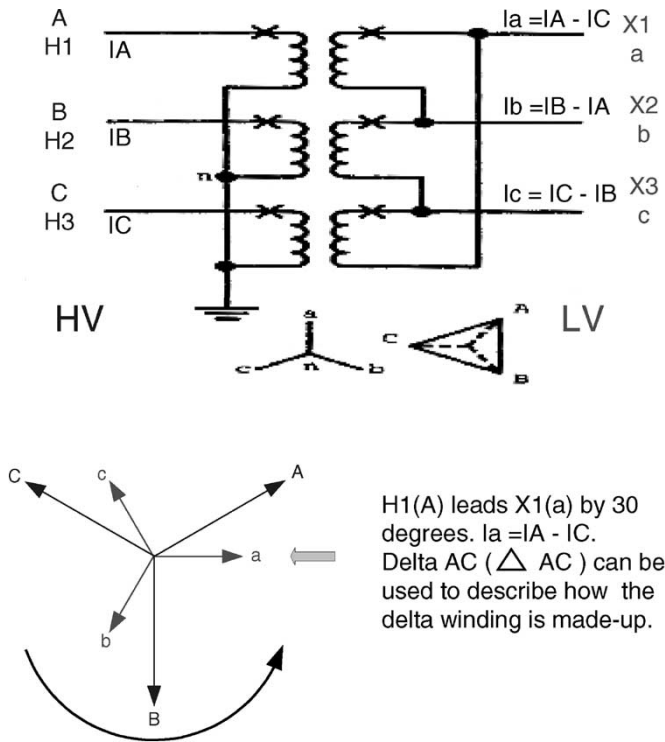 A
H1
IA
Ia =IA - IC
X1
a
B
H2
IB
Ib =IB - IA
X2
b
n
C
H3
IC
Ic = IC - IB
X3
c
HV
LV
a
c
n
b
A
C
B
C
c
A
a
b
B
H1(A) leads X1(a) by 30
degrees. Ia =IA - IC.
Delta AC ( △ AC ) can be
used to describe how the
delta winding is made-up.